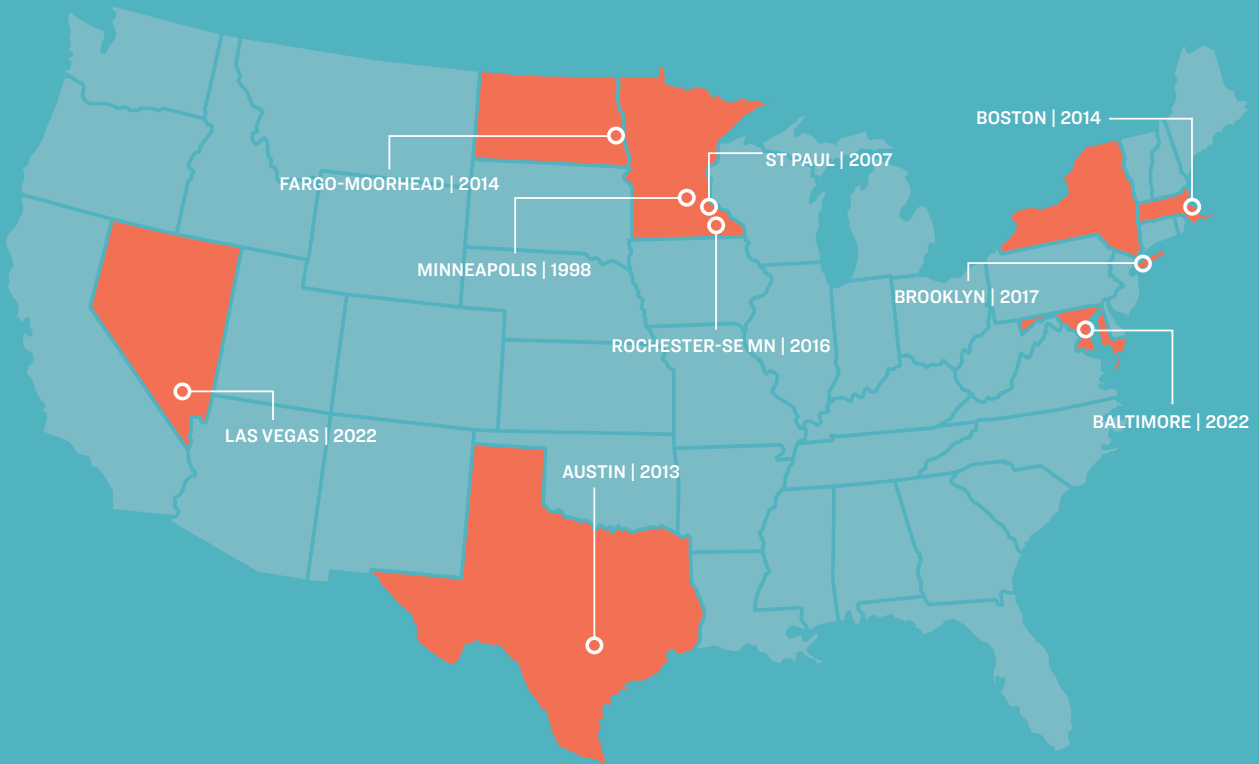 BOSTON | 2014
ST PAUL | 2007
FARGO-MOORHEAD | 2014
MINNEAPOLIS | 1998
BROOKLYN | 2017
ROCHESTER-SE MN | 2016
BALTIMORE | 2022
LAS VEGAS | 2022
AUSTIN | 2013